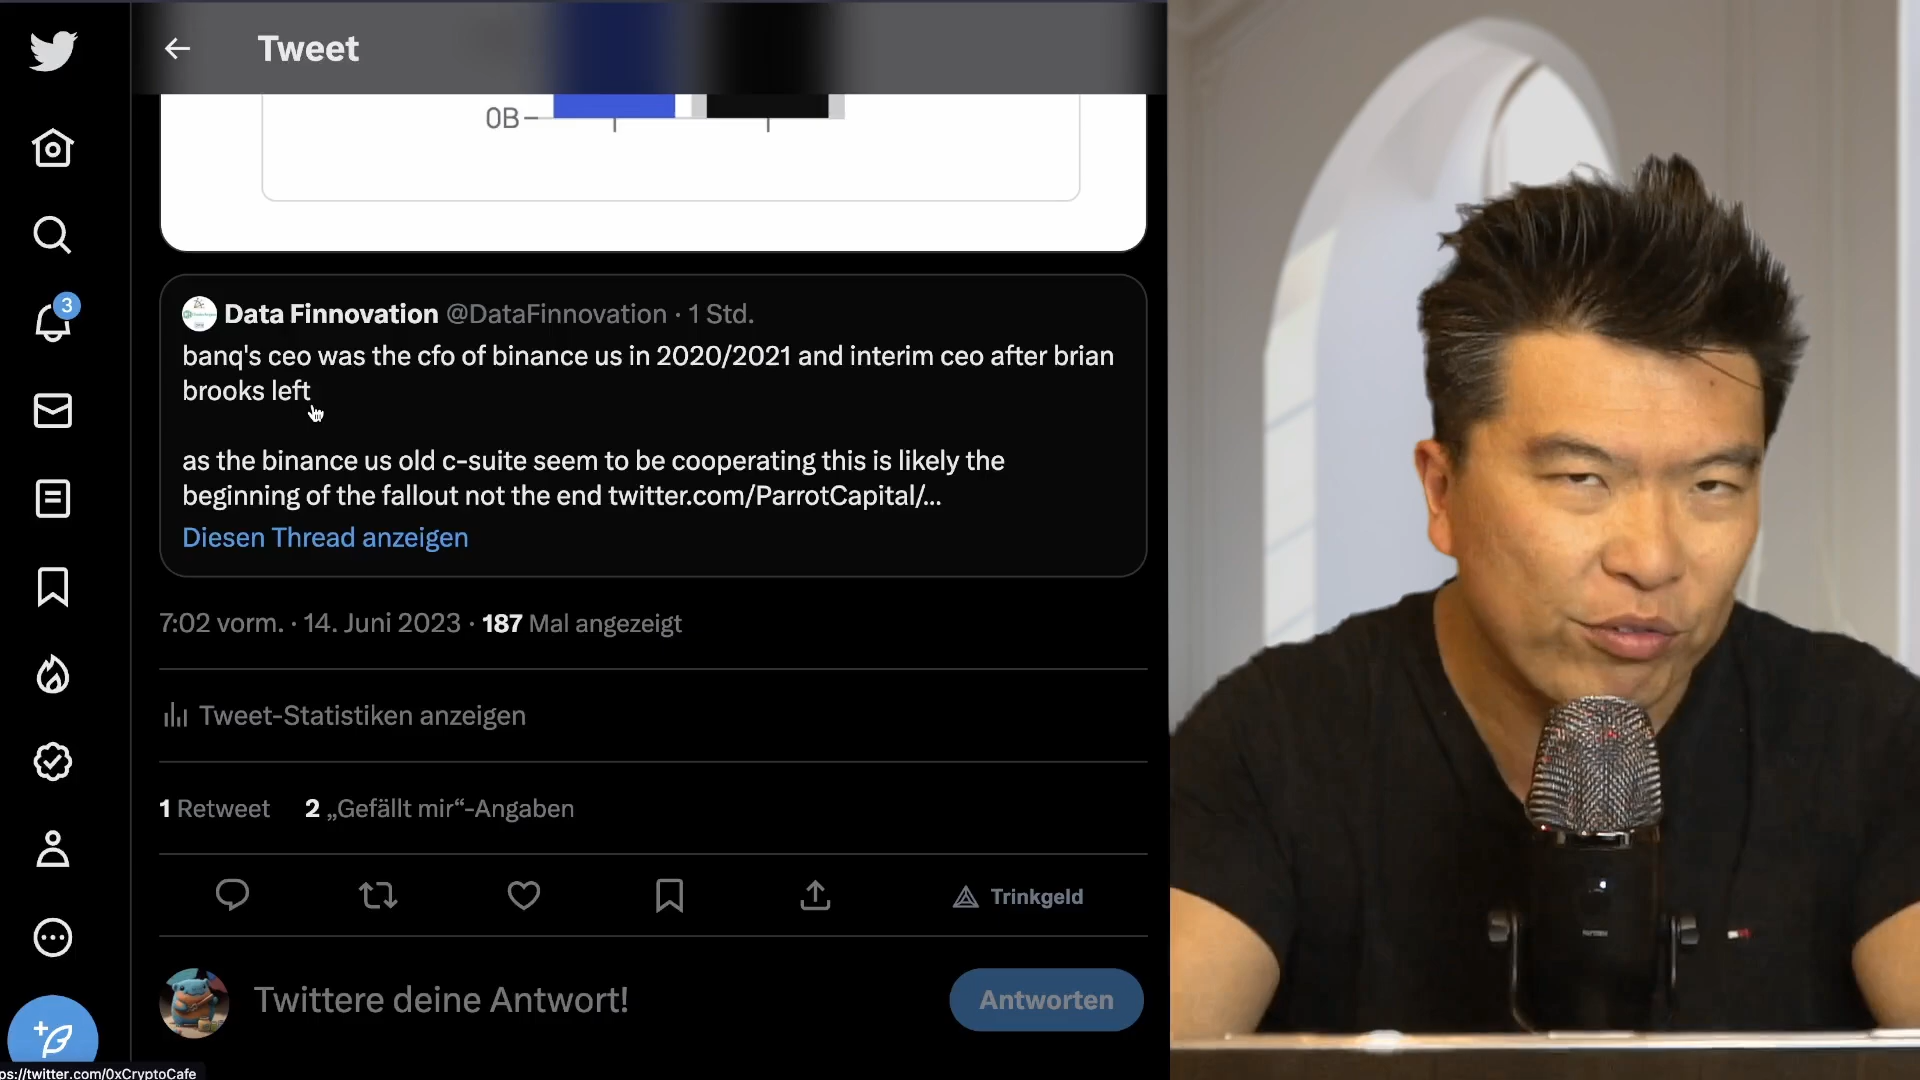 Tweet
0B
3
Data Finnovation @DataFinnovation · 1 Std.
banq's ceo was the cfo of binance us in 2020/2021 and interim ceo after brian
brooks left
as the binance us old c-suite seem to be cooperating this is likely the
beginning of the fallout not the end twitter.com/ParrotCapital/...
Diesen Thread anzeigen
7:02 vorm. · 14. Juni 2023 · 187 Mal angezeigt
Tweet-Statistiken anzeigen
1 Retweet 2 „Gefällt mir“-Angaben
Trinkgeld
Twittere deine Antwort!
Antworten
ps://twitter.com/0xCryptoCafe